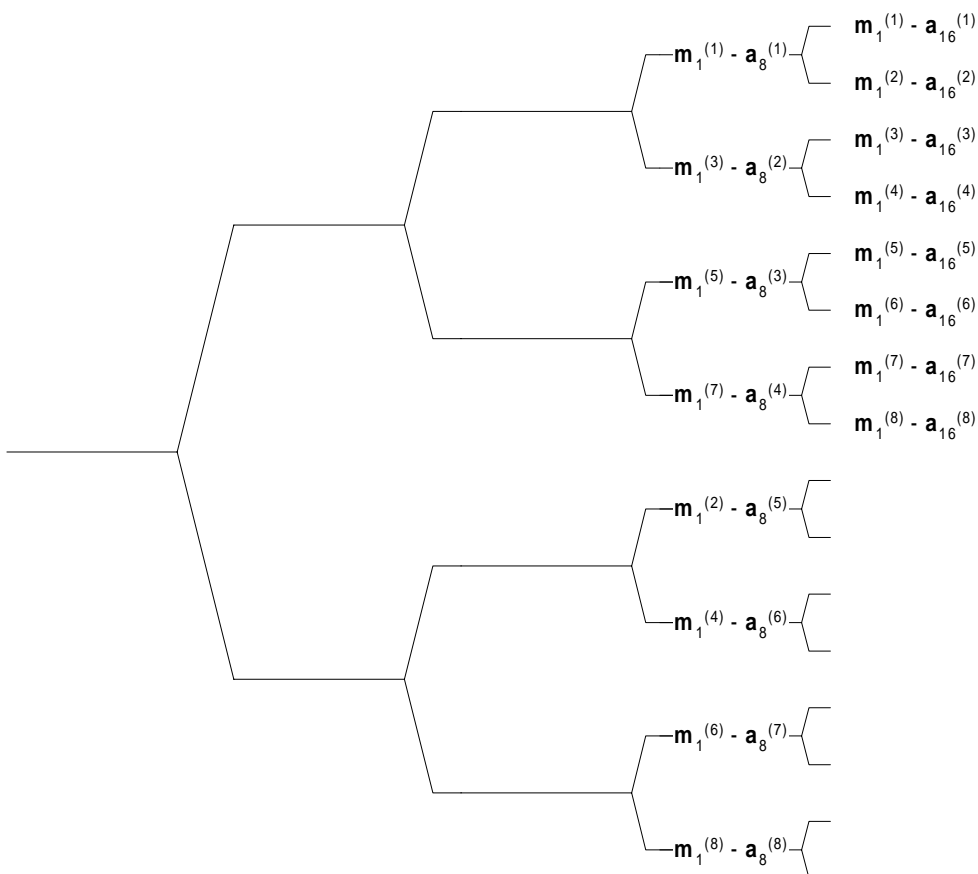 m₁⁽¹⁾ - a₈⁽¹⁾
m₁⁽³⁾ - a₈⁽²⁾
m₁⁽⁵⁾ - a₈⁽³⁾
m₁⁽⁷⁾ - a₈⁽⁴⁾
m₁⁽²⁾ - a₈⁽⁵⁾
m₁⁽⁴⁾ - a₈⁽⁶⁾
m₁⁽⁶⁾ - a₈⁽⁷⁾
m₁⁽⁸⁾ - a₈⁽⁸⁾
m₁⁽¹⁾ - a₁₆⁽¹⁾
m₁⁽²⁾ - a₁₆⁽²⁾
m₁⁽³⁾ - a₁₆⁽³⁾
m₁⁽⁴⁾ - a₁₆⁽⁴⁾
m₁⁽⁵⁾ - a₁₆⁽⁵⁾
m₁⁽⁶⁾ - a₁₆⁽⁶⁾
m₁⁽⁷⁾ - a₁₆⁽⁷⁾
m₁⁽⁸⁾ - a₁₆⁽⁸⁾